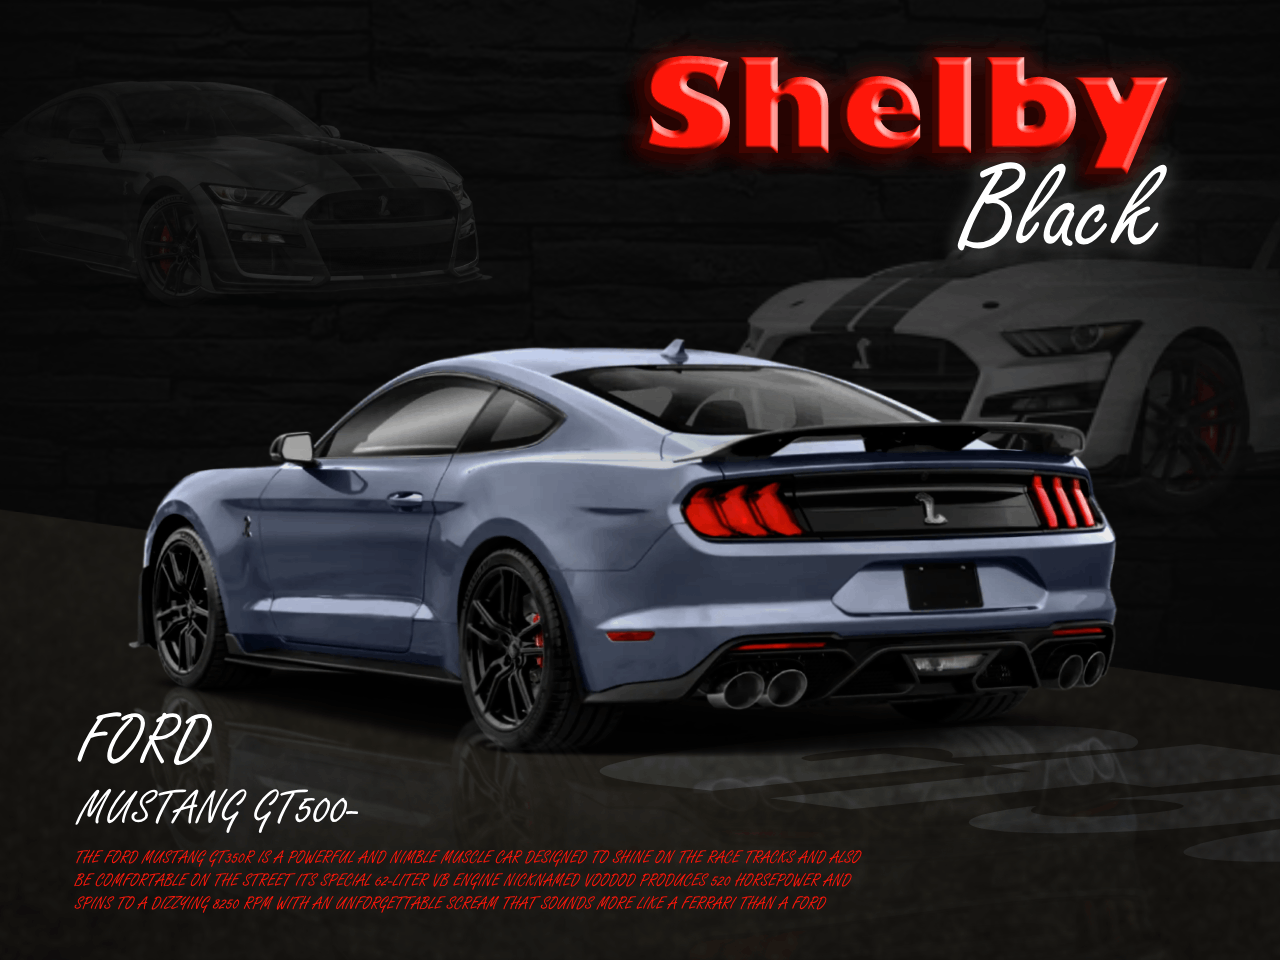 Shelby
Black
FORD
MUSTANG GT500-
THE FORD MUSTANG GT350R IS A POWERFUL AND NIMBLE MUSCLE CAR DESIGNED TO SHINE ON THE RACE TRACKS AND ALSO
BE COMFORTABLE ON THE STREET ITS SPECIAL 62-LITER V8 ENGINE NICKNAMED VOODOO PRODUCES 520 HORSEPOWER AND
SPINS TO A DIZZYING 8250 RPM WITH AN UNFORGETTABLE SCREAM THAT SOUNDS MORE LIKE A FERRARI THAN A FORD